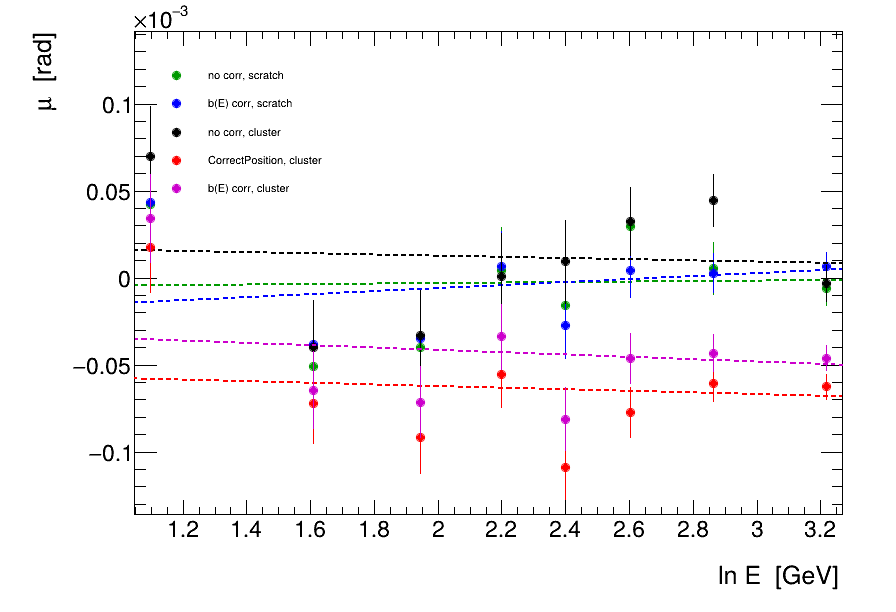 ×10⁻³
μ [rad]
no corr, scratch
b(E) corr, scratch
no corr, cluster
CorrectPosition, cluster
b(E) corr, cluster
0.1
0.05
0
−0.05
−0.1
1.2 1.4 1.6 1.8 2 2.2 2.4 2.6 2.8 3 3.2
ln E [GeV]